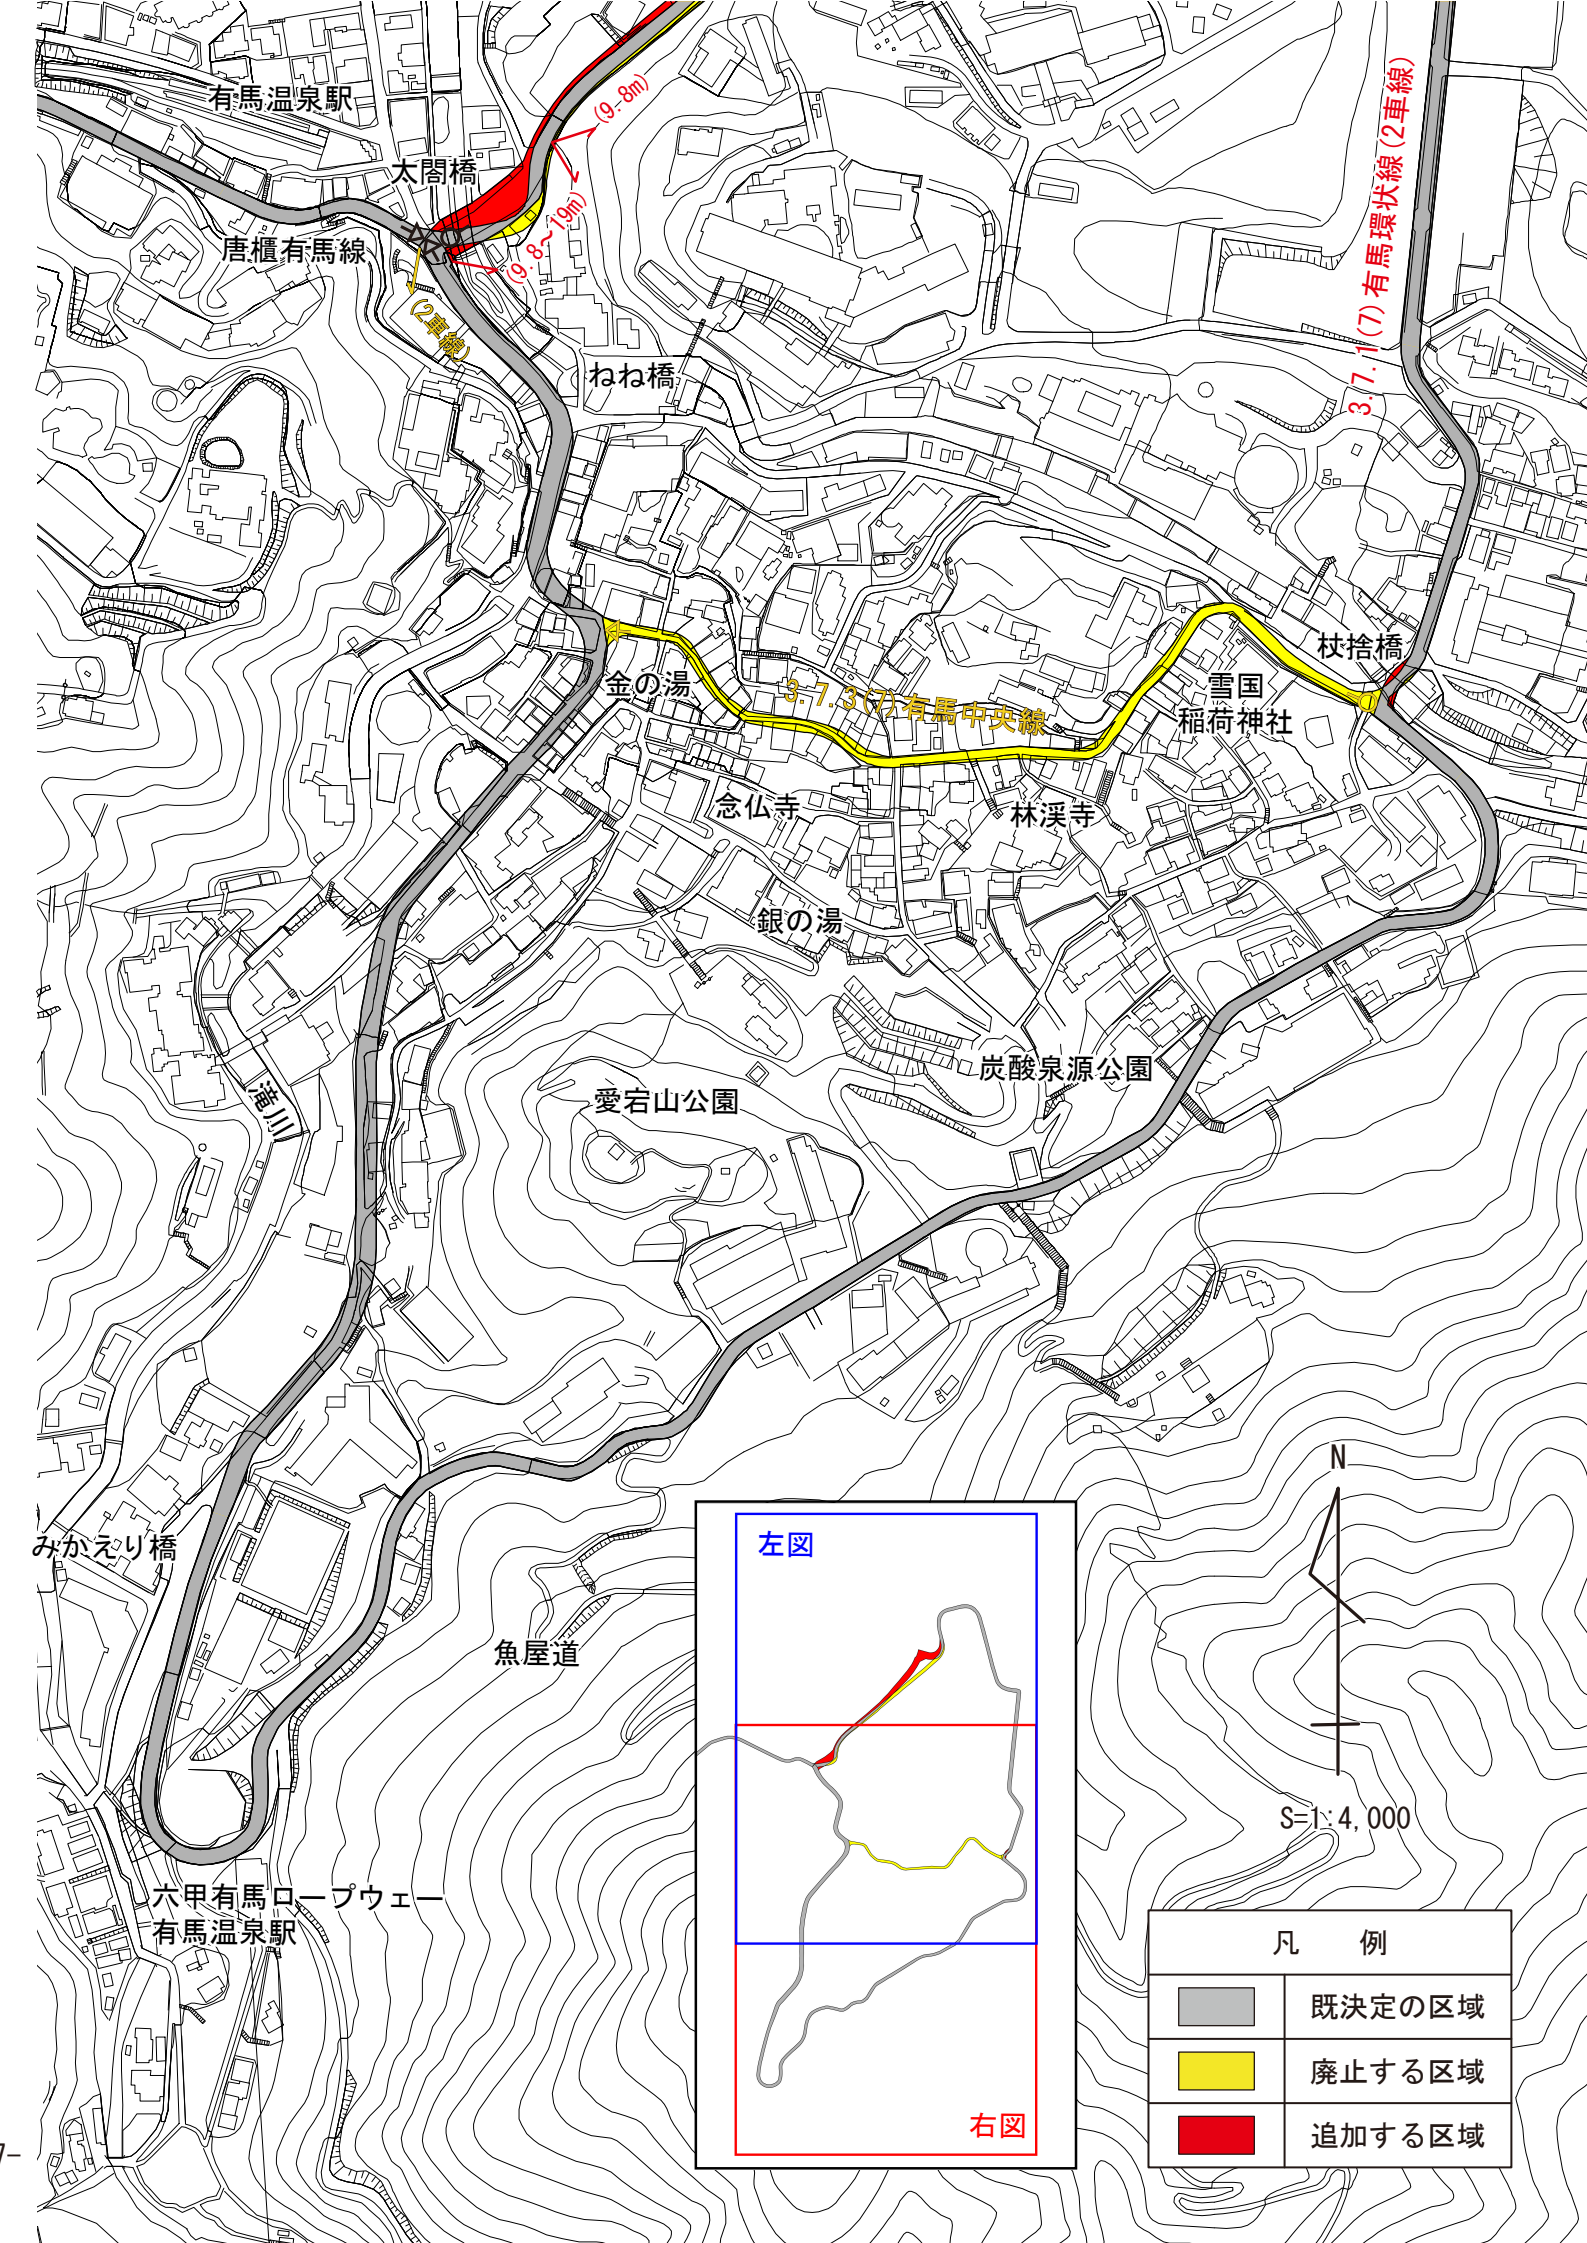 有馬温泉駅
(9.8m)
太閤橋
唐櫃有馬線
(9.8～19m)
(2車線)
ねね橋
3.7.1(7)有馬環状線(2車線)
杖捨橋
金の湯
3.7.3(7)有馬中央線
雪国
稲荷神社
念仏寺
林渓寺
銀の湯
炭酸泉源公園
愛宕山公園
滝川
みかえり橋
魚屋道
六甲有馬ロープウェー
有馬温泉駅
左図
右図
N
S=1:4,000
凡 例
既決定の区域
廃止する区域
追加する区域
7-